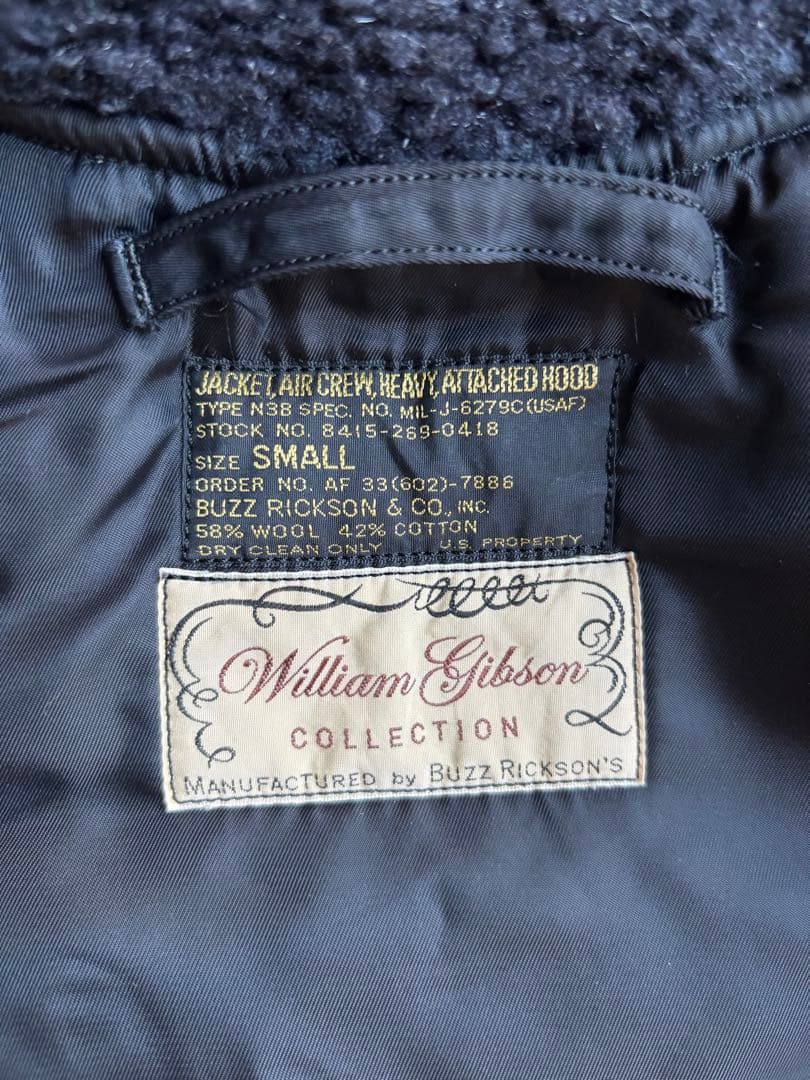 JACKET, AIR CREW, HEAVY, ATTACHED HOOD
TYPE N3B SPEC. NO. MIL-J-6279C(USAF)
STOCK NO. 8415-269-0418
SIZE SMALL
ORDER NO. AF 33(602)-7886
BUZZ RICKSON & CO., INC.
58% WOOL 42% COTTON
DRY CLEAN ONLY U.S. PROPERTY
William Gibson
COLLECTION
MANUFACTURED by BUZZ RICKSON'S